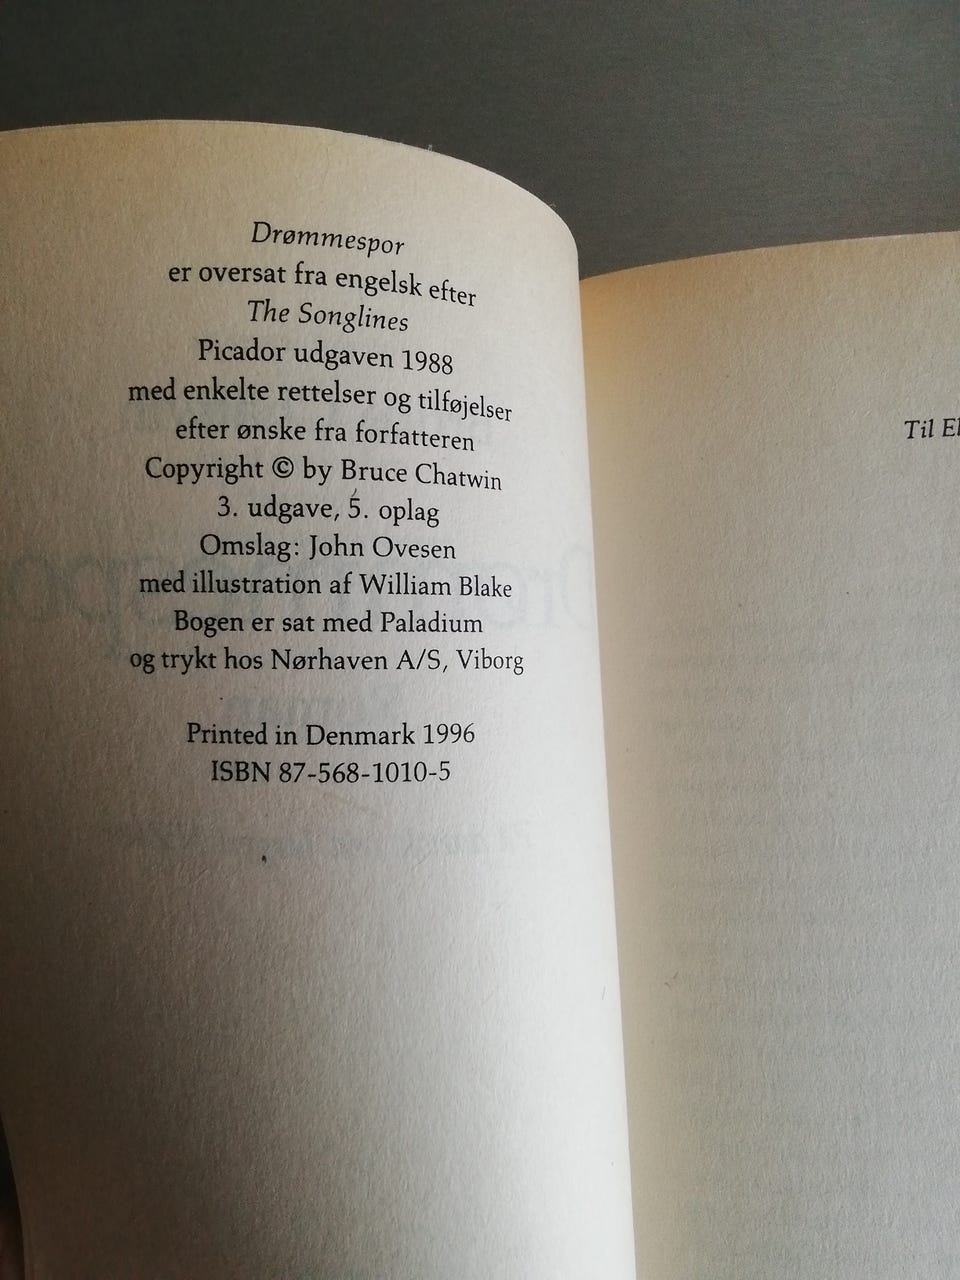 Drømmespor
er oversat fra engelsk efter
The Songlines
Picador udgaven 1988
med enkelte rettelser og tilføjelser
efter ønske fra forfatteren
Copyright © by Bruce Chatwin
3. udgave, 5. oplag
Omslag: John Ovesen
med illustration af William Blake
Bogen er sat med Paladium
og trykt hos Nørhaven A/S, Viborg
Printed in Denmark 1996
ISBN 87-568-1010-5
Til